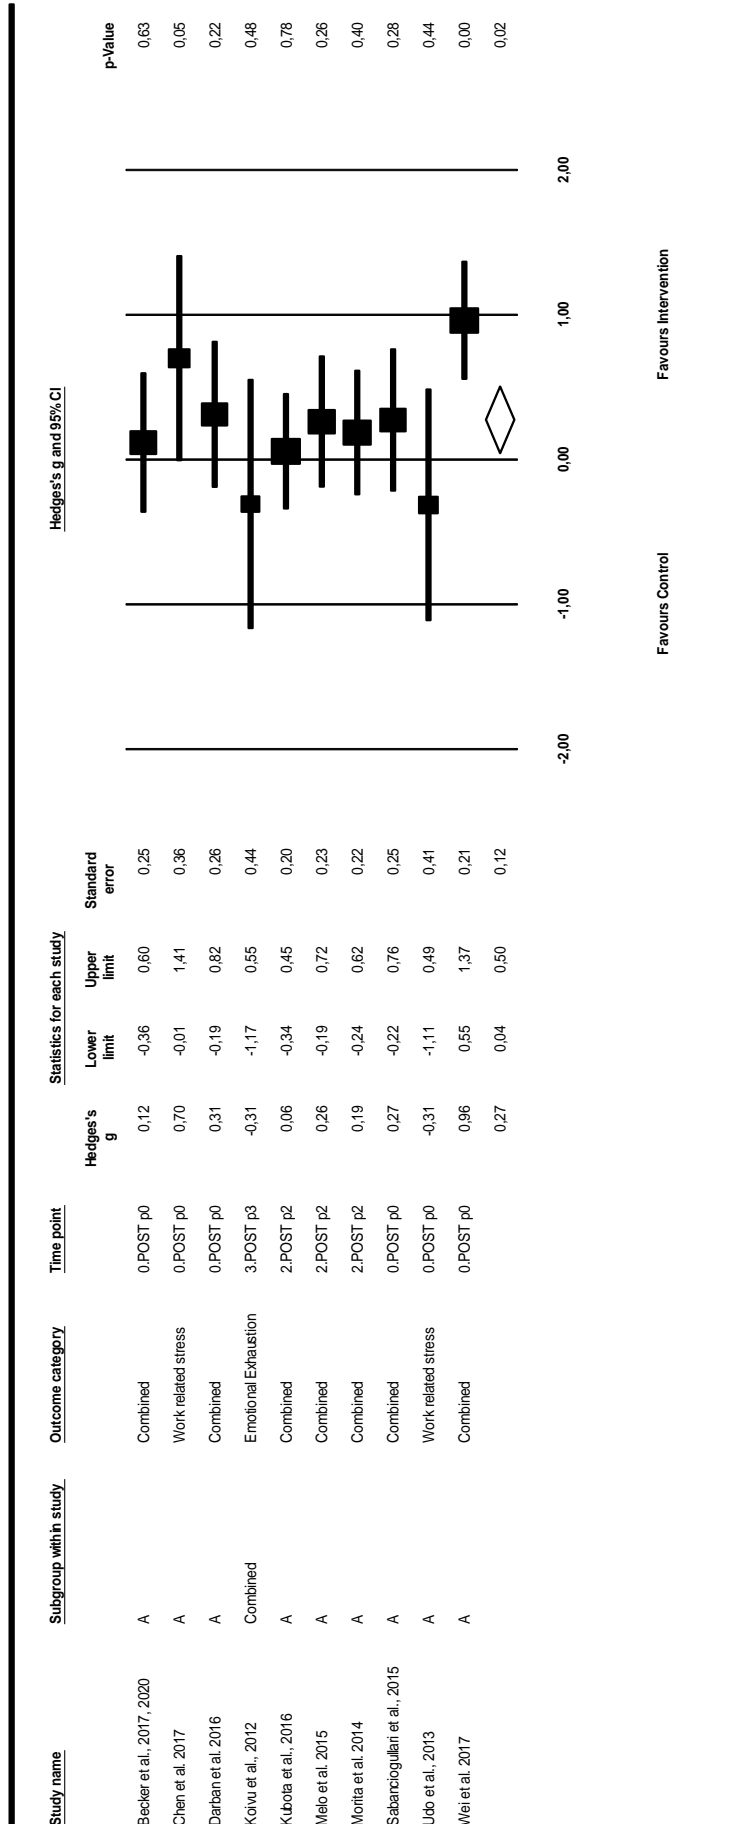 Study name Subgroup within study Outcome category Time point Statistics for each study Hedges's g and 95% CI
Hedges's g Lower limit Upper limit Standard error p-Value
Becker et al., 2017, 2020 A Combined 0.POST p0 0,12 -0,36 0,60 0,25 0,63
Chen et al. 2017 A Work related stress 0.POST p0 0,70 -0,01 1,41 0,36 0,05
Darban et al. 2016 A Combined 0.POST p0 0,31 -0,19 0,82 0,26 0,22
Koivu et al., 2012 Combined Emotional Exhaustion 3.POST p3 -0,31 -1,17 0,55 0,44 0,48
Kubota et al., 2016 A Combined 2.POST p2 0,06 -0,34 0,45 0,20 0,78
Melo et al. 2015 A Combined 2.POST p2 0,26 -0,19 0,72 0,23 0,26
Morita et al. 2014 A Combined 2.POST p2 0,19 -0,24 0,62 0,22 0,40
Sabanciogullari et al., 2015 A Combined 0.POST p0 0,27 -0,22 0,76 0,25 0,28
Udo et al., 2013 A Work related stress 0.POST p0 -0,31 -1,11 0,49 0,41 0,44
Wei et al. 2017 A Combined 0.POST p0 0,96 0,55 1,37 0,21 0,00
0,27 0,04 0,50 0,12 0,02
-2,00 -1,00 0,00 1,00 2,00
Favours Control Favours Intervention